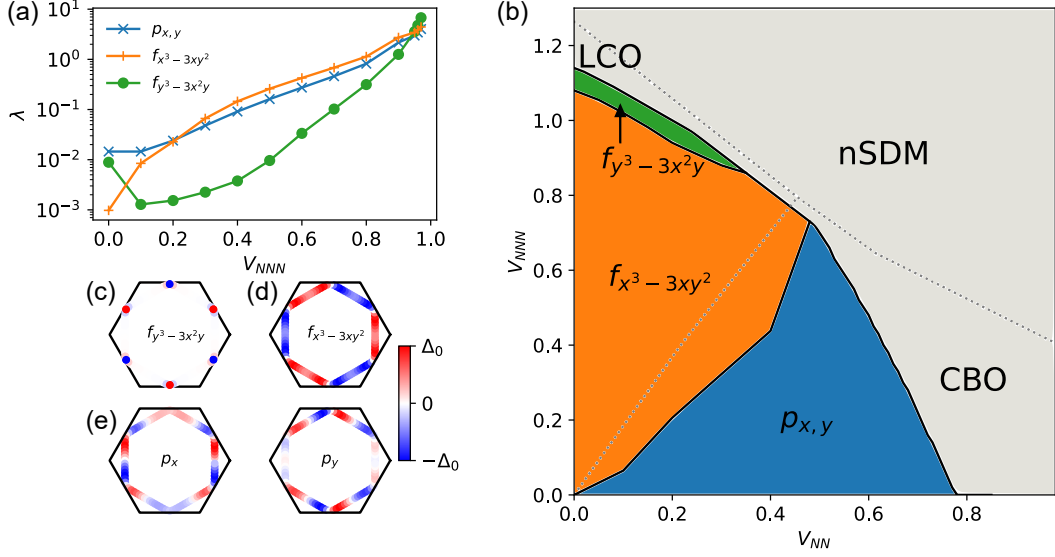 (a)
p_{x,y}
f_{x^3-3xy^2}
f_{y^3-3x^2y}
10^1
10^0
10^{-1}
10^{-2}
10^{-3}
λ
0.0 0.2 0.4 0.6 0.8 1.0
V_{NNN}
(c)
f_{y^3-3x^2y}
(d)
f_{x^3-3xy^2}
Δ_0
0
-Δ_0
(e)
p_x
p_y
(b)
1.2
1.0
0.8
0.6
0.4
0.2
0.0
V_{NNN}
LCO
nSDM
f_{y^3-3x^2y}
f_{x^3-3xy^2}
CBO
p_{x,y}
0.0 0.2 0.4 0.6 0.8
V_{NN}